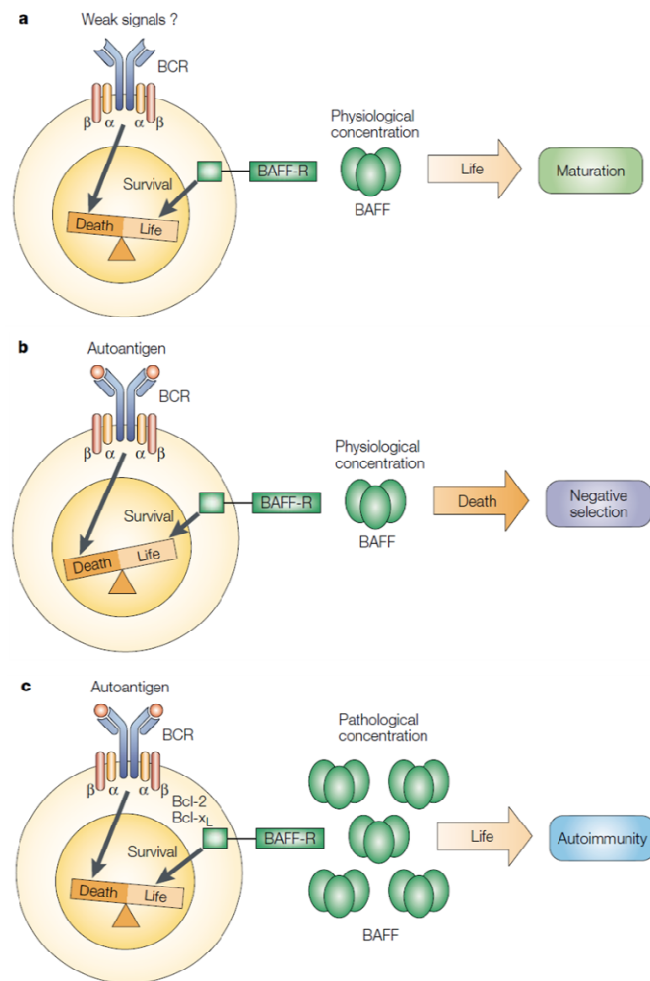 a
Weak signals ?
BCR
β α α β
Physiological
concentration
Survival
BAFF-R
Death Life
BAFF
Life
Maturation
b
Autoantigen
BCR
β α α β
Physiological
concentration
Survival
BAFF-R
Death Life
BAFF
Death
Negative
selection
c
Autoantigen
BCR
β α α β
Pathological
concentration
Bcl-2
Bcl-xL
Survival
BAFF-R
Death Life
BAFF
Life
Autoimmunity